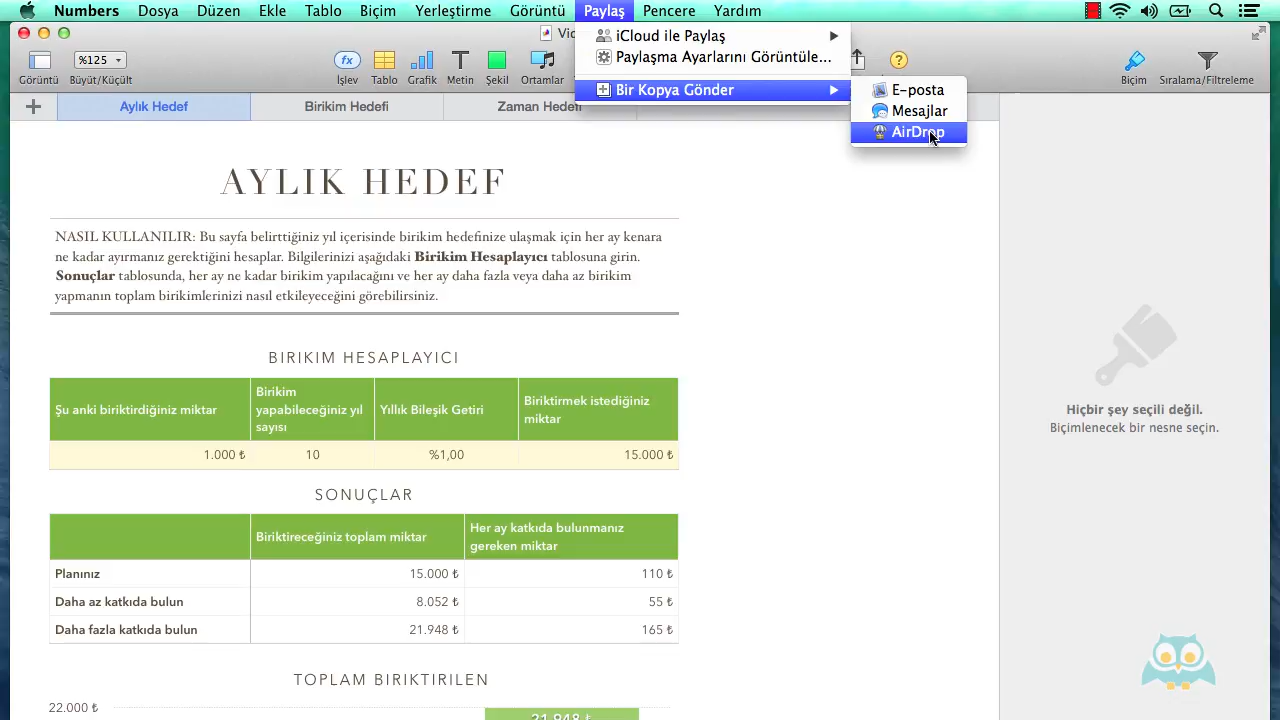 Numbers Dosya Düzen Ekle Tablo Biçim Yerleştirme Görüntü Paylaş Pencere Yardım
iCloud ile Paylaş
Paylaşma Ayarlarını Görüntüle...
Bir Kopya Gönder
E-posta
Mesajlar
AirDrop
%125
Görüntü Büyüt/Küçült İşlev Tablo Grafik Metin Şekil Ortamlar Biçim Sıralama/Filtreleme
Aylık Hedef Birikim Hedefi Zaman Hedefi
AYLIK HEDEF
NASIL KULLANILIR: Bu sayfa belirttiğiniz yıl içerisinde birikim hedefinize ulaşmak için her ay kenara
ne kadar ayırmanız gerektiğini hesaplar. Bilgilerinizi aşağıdaki Birikim Hesaplayıcı tablosuna girin.
Sonuçlar tablosunda, her ay ne kadar birikim yapılacağını ve her ay daha fazla veya daha az birikim
yapmanın toplam birikimlerinizi nasıl etkileyeceğini görebilirsiniz.
BIRIKIM HESAPLAYICI
Şu anki biriktirdiğiniz miktar
Birikim
yapabileceğiniz yıl
sayısı
Yıllık Bileşik Getiri
Biriktirmek istediğiniz
miktar
1.000 ₺ 10 %1,00 15.000 ₺
SONUÇLAR
Biriktireceğiniz toplam miktar
Her ay katkıda bulunmanız
gereken miktar
Planınız 15.000 ₺ 110 ₺
Daha az katkıda bulun 8.052 ₺ 55 ₺
Daha fazla katkıda bulun 21.948 ₺ 165 ₺
TOPLAM BIRIKTIRILEN
22.000 ₺
21.948 ₺
Hiçbir şey seçili değil.
Biçimlenecek bir nesne seçin.